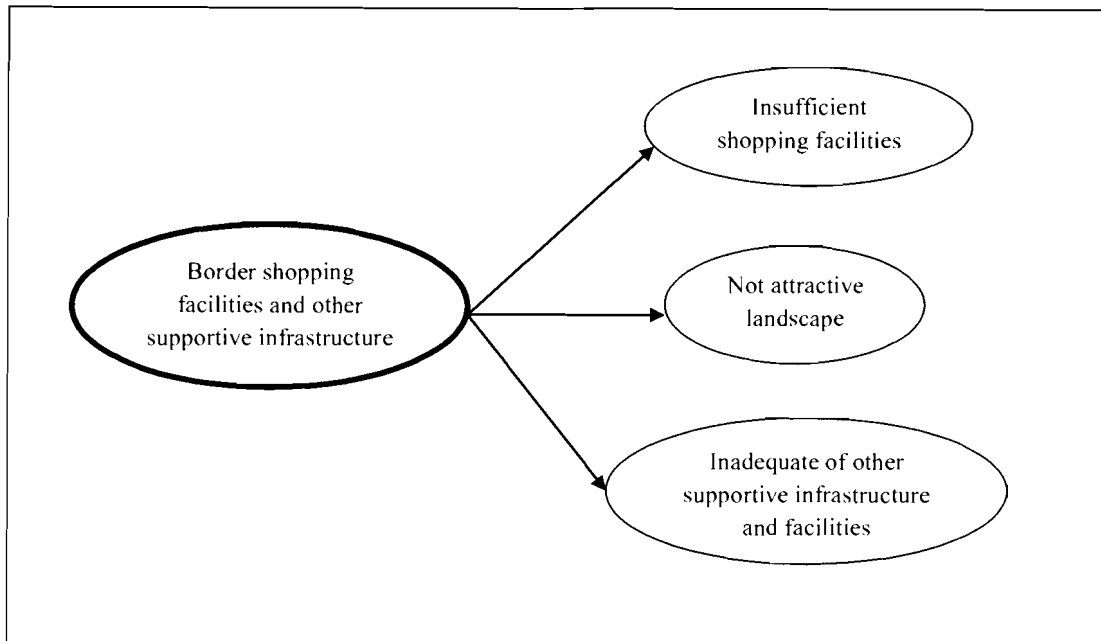 Insufficient
shopping facilities
Border shopping
facilities and other
supportive infrastructure
Not attractive
landscape
Inadequate of other
supportive infrastructure
and facilities